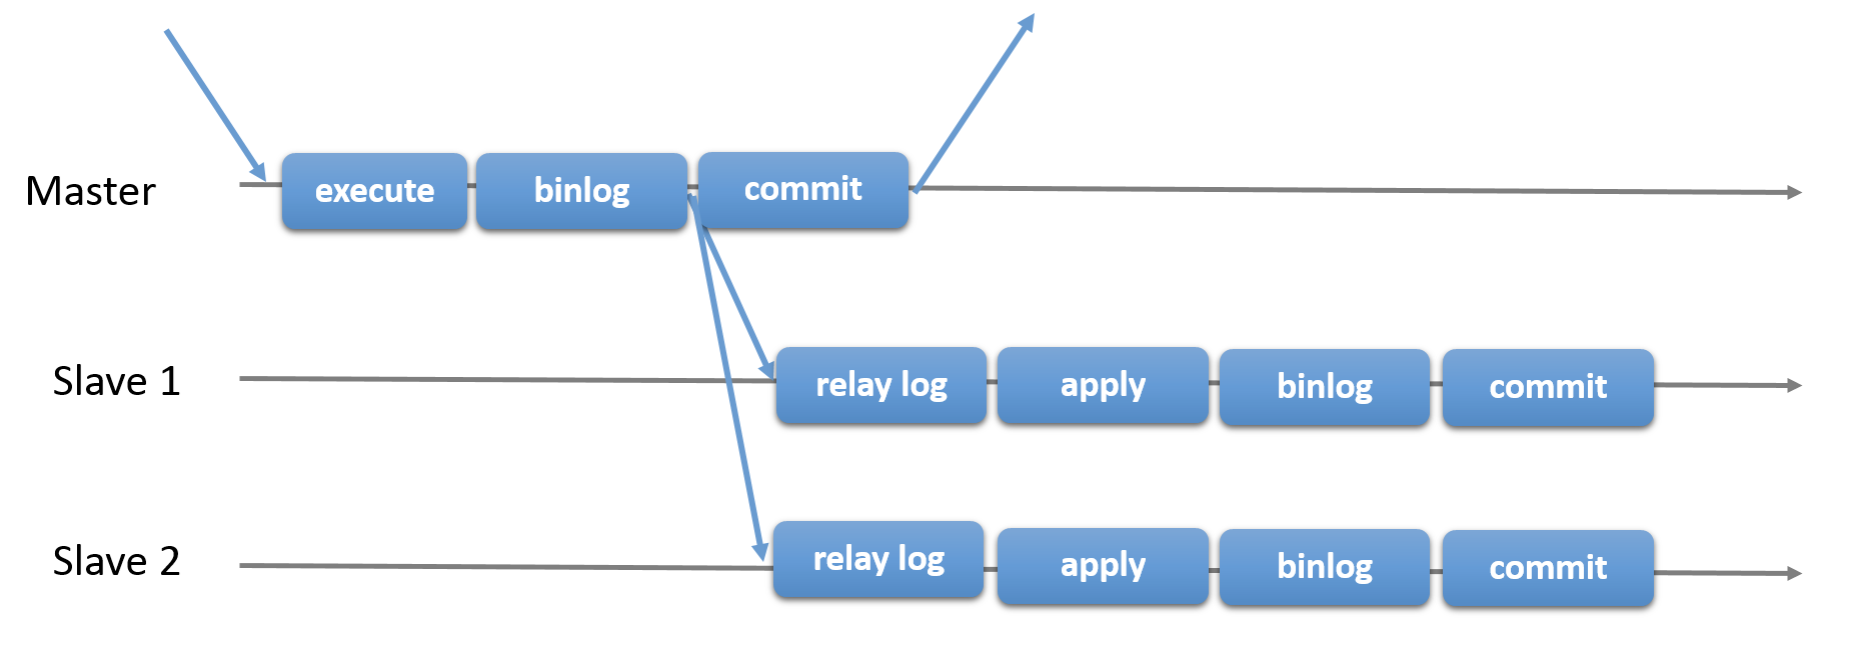 Master
execute
binlog
commit
Slave 1
relay log
apply
binlog
commit
Slave 2
relay log
apply
binlog
commit